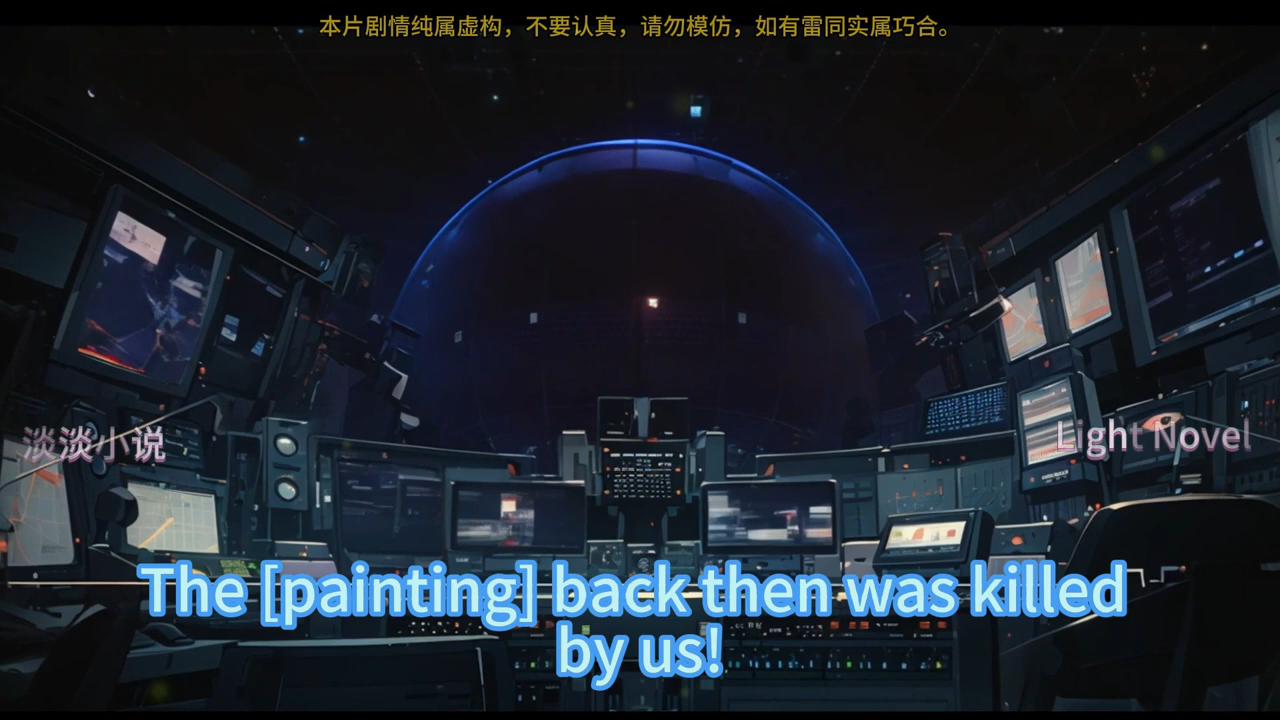 本片剧情纯属虚构，不要认真，请勿模仿，如有雷同实属巧合。
淡淡小说
Light Novel
The [painting] back then was killed
by us!